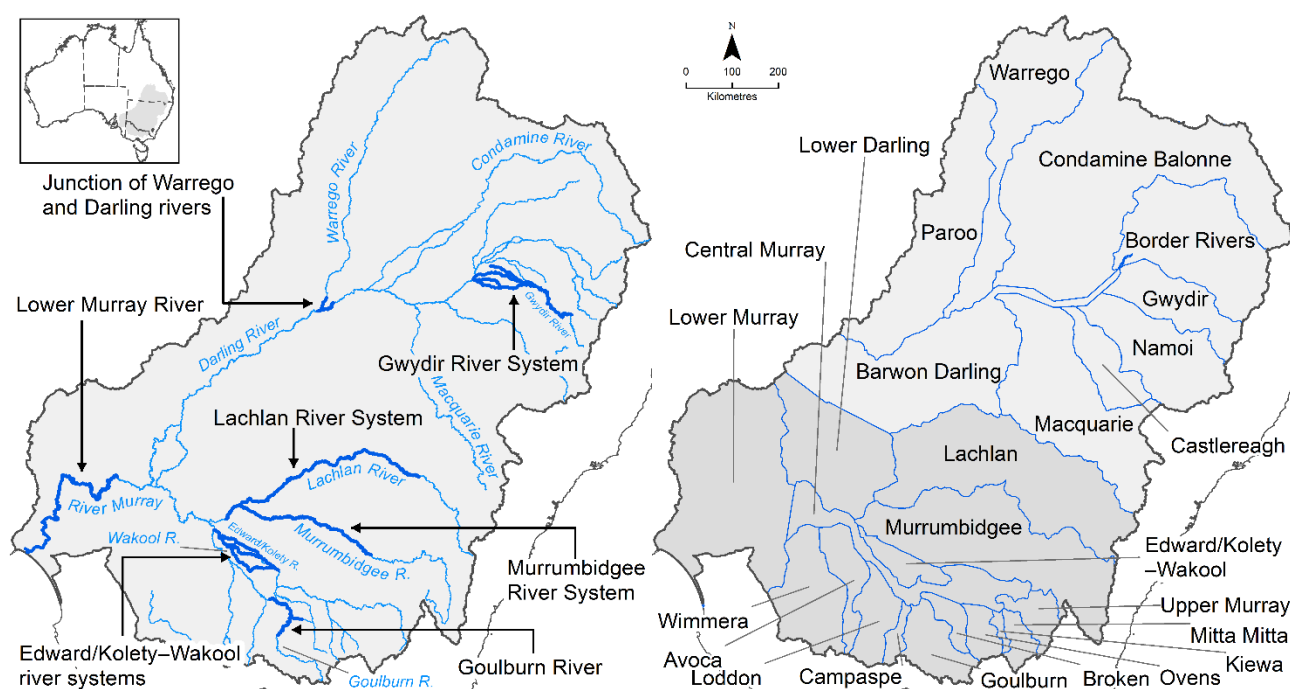 Junction of Warrego
and Darling rivers
Warrego River
Condamine River
Lower Murray River
Darling River
Gwydir River
Gwydir River System
Macquarie River
Lachlan River System
Lachlan River
River Murray
Wakool R.
Edward/Kolety R.
Murrumbidgee R.
Murrumbidgee
River System
Edward/Kolety–Wakool
river systems
Goulburn River
Goulburn R.
N
0 100 200
Kilometres
Warrego
Lower Darling
Condamine Balonne
Paroo
Border Rivers
Central Murray
Gwydir
Lower Murray
Namoi
Barwon Darling
Macquarie
Castlereagh
Lachlan
Murrumbidgee
Edward/Kolety
–Wakool
Wimmera
Upper Murray
Mitta Mitta
Avoca
Kiewa
Loddon
Campaspe
Goulburn
Broken
Ovens